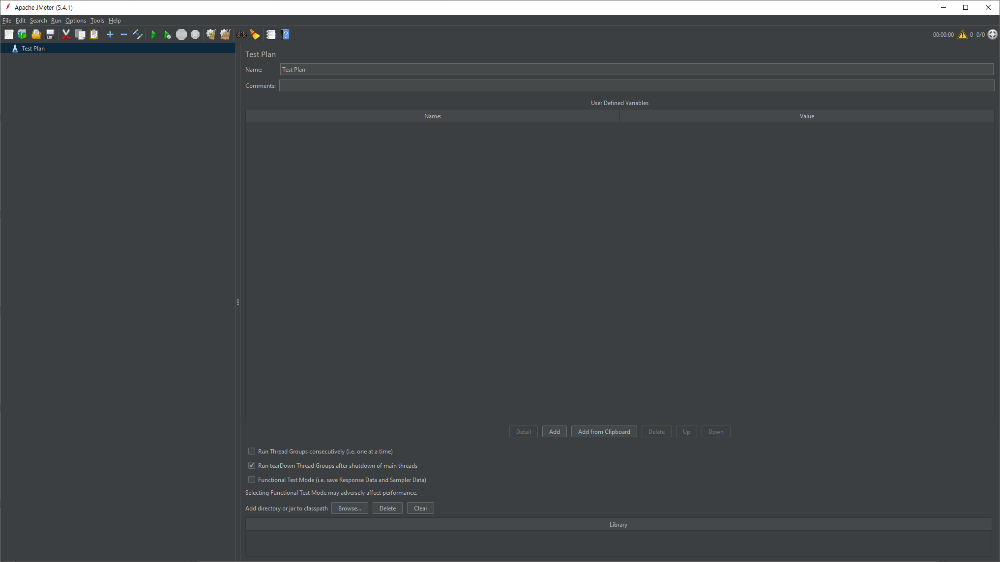 Apache JMeter (5.4.1)
File Edit Search Run Options Tools Help
00:00:00 0 0/0
Test Plan
Test Plan
Name: Test Plan
Comments:
User Defined Variables
Name: Value
Detail Add Add from Clipboard Delete Up Down
Run Thread Groups consecutively (i.e. one at a time)
Run tearDown Thread Groups after shutdown of main threads
Functional Test Mode (i.e. save Response Data and Sampler Data)
Selecting Functional Test Mode may adversely affect performance.
Add directory or jar to classpath Browse... Delete Clear
Library